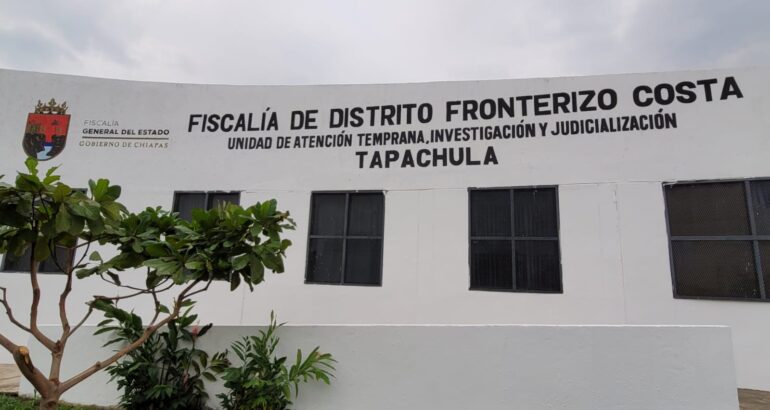 FISCALÍA
GENERAL DEL ESTADO
GOBIERNO DE CHIAPAS
FISCALÍA DE DISTRITO FRONTERIZO COSTA
UNIDAD DE ATENCIÓN TEMPRANA, INVESTIGACIÓN Y JUDICIALIZACIÓN
TAPACHULA